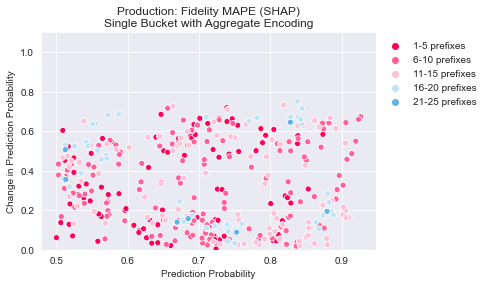 Production: Fidelity MAPE (SHAP)
Single Bucket with Aggregate Encoding
Change in Prediction Probability
1.0
0.8
0.6
0.4
0.2
0.0
0.5 0.6 0.7 0.8 0.9
Prediction Probability
1-5 prefixes
6-10 prefixes
11-15 prefixes
16-20 prefixes
21-25 prefixes